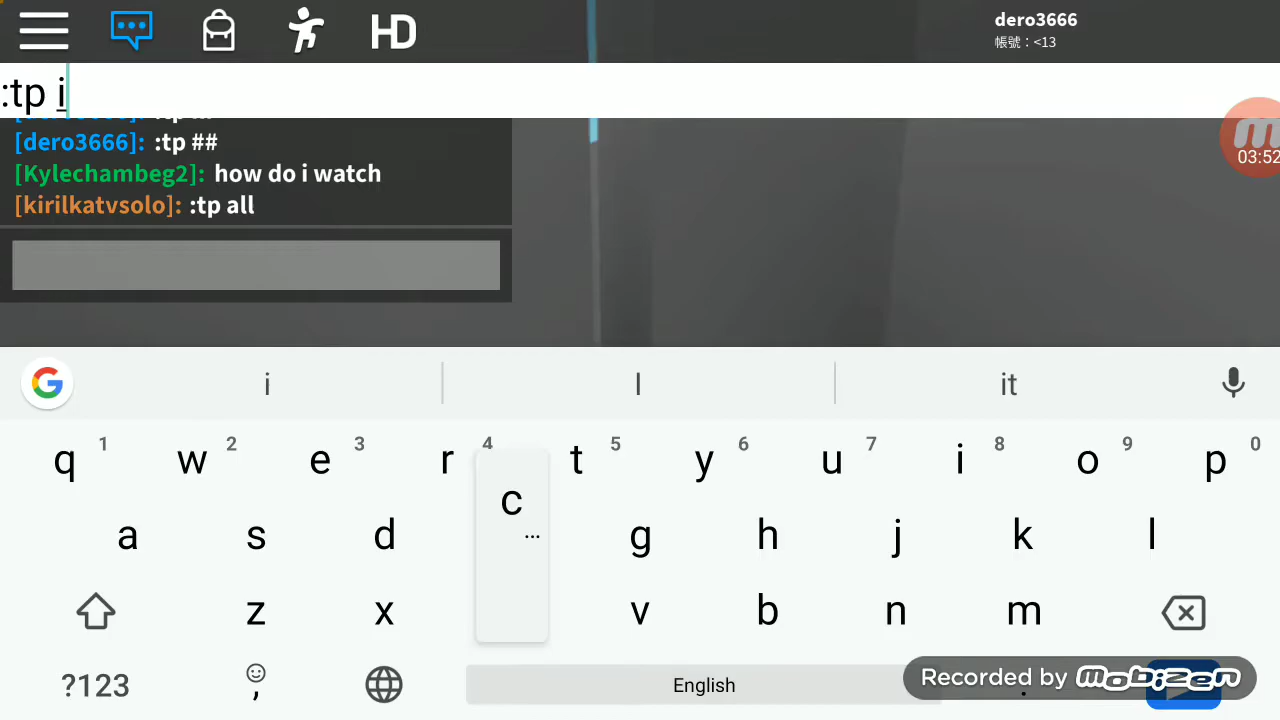 HD
dero3666
帳號：<13
:tp i
[dero3666]: :tp ##
[Kylechambeg2]: how do i watch
[kirilkatvsolo]: :tp all
03:52
G i I it
q 1 w 2 e 3 r 4 t 5 y 6 u 7 i 8 o 9 p 0
a s d g h j k l
c ...
z x v b n m
?123 , English .
Recorded by mobizen